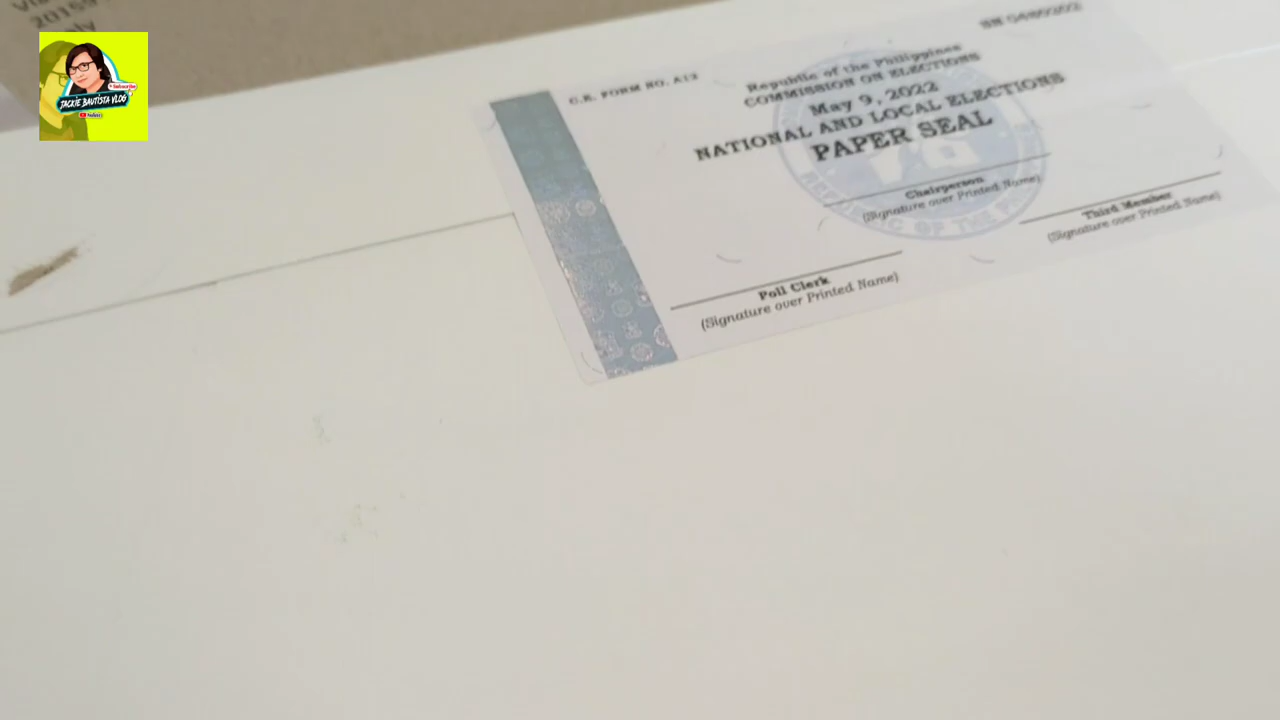 20159
C.E. FORM NO. A13
Republic of the Philippines
COMMISSION ON ELECTIONS
May 9, 2022
NATIONAL AND LOCAL ELECTIONS
PAPER SEAL
Chairperson
(Signature over Printed Name)
Third Member
(Signature over Printed Name)
Poll Clerk
(Signature over Printed Name)
JACKIE BAUTISTA VLOG
Subscribe